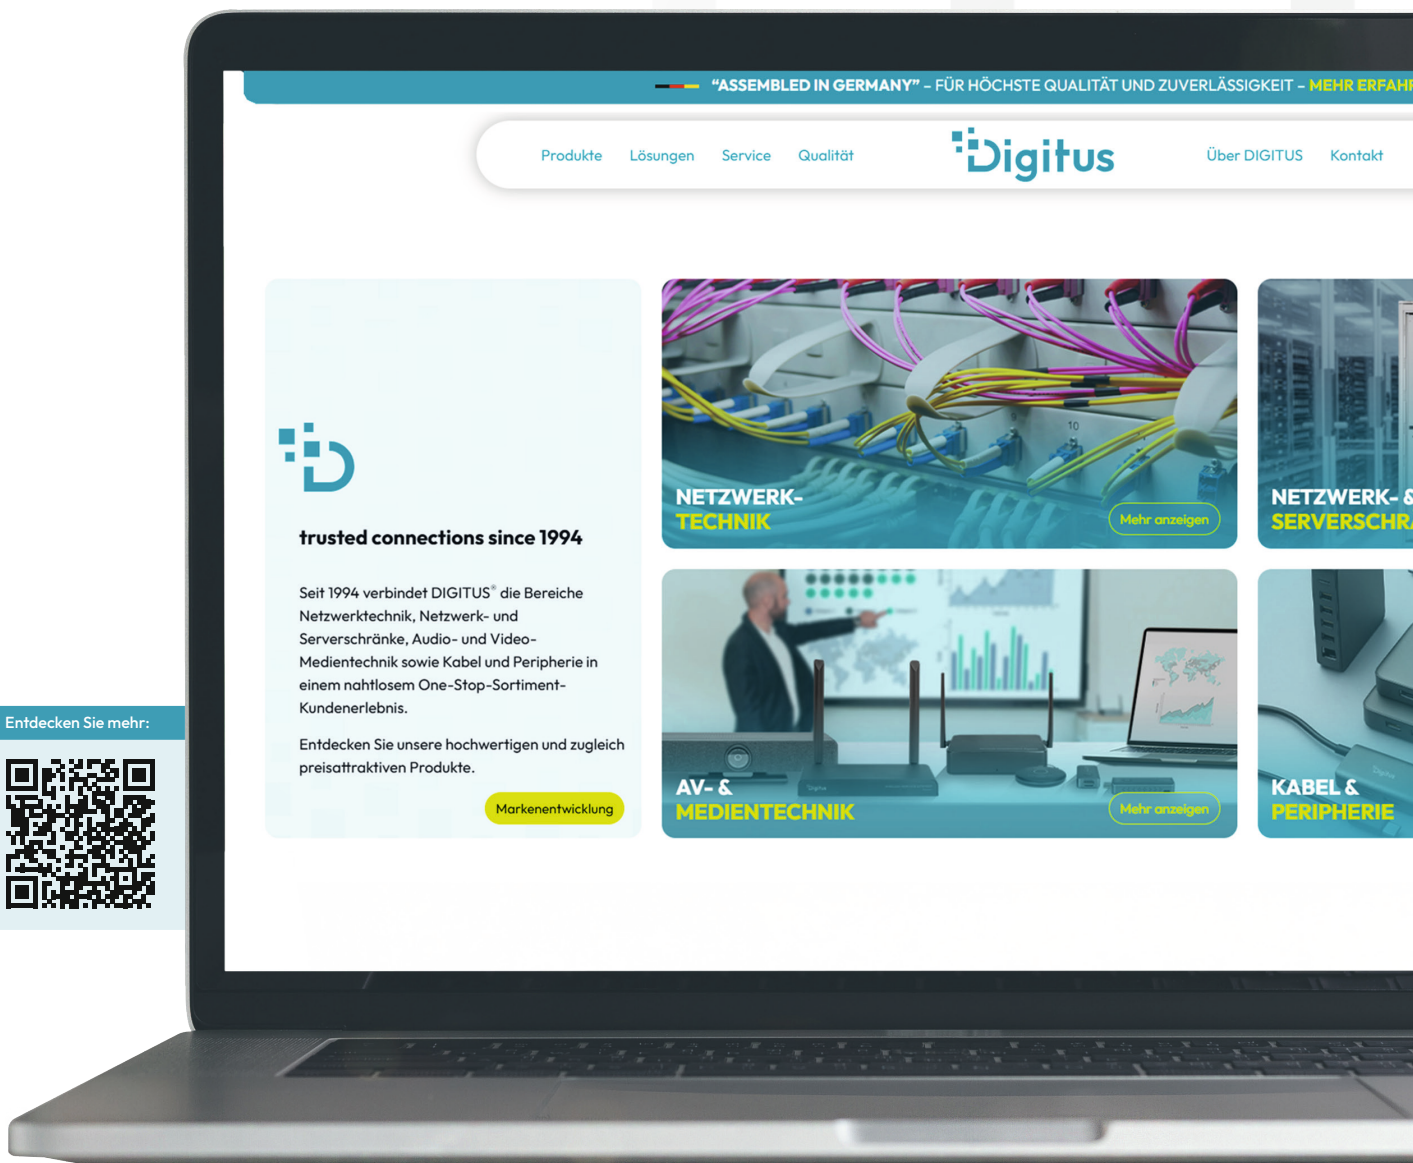 “ASSEMBLED IN GERMANY” – FÜR HÖCHSTE QUALITÄT UND ZUVERLÄSSIGKEIT – MEHR ERFAHR
Produkte Lösungen Service Qualität Digitus Über DIGITUS Kontakt
trusted connections since 1994
Seit 1994 verbindet DIGITUS® die Bereiche
Netzwerktechnik, Netzwerk- und
Serverschränke, Audio- und Video-
Medientechnik sowie Kabel und Peripherie in
einem nahtlosem One-Stop-Sortiment-
Kundenerlebnis.
Entdecken Sie unsere hochwertigen und zugleich
preisattraktiven Produkte.
Markenentwicklung
10
NETZWERK-
TECHNIK
Mehr anzeigen
NETZWERK- &
SERVERSCHRA
AV- &
MEDIENTECHNIK
Mehr anzeigen
KABEL &
PERIPHERIE
Entdecken Sie mehr: